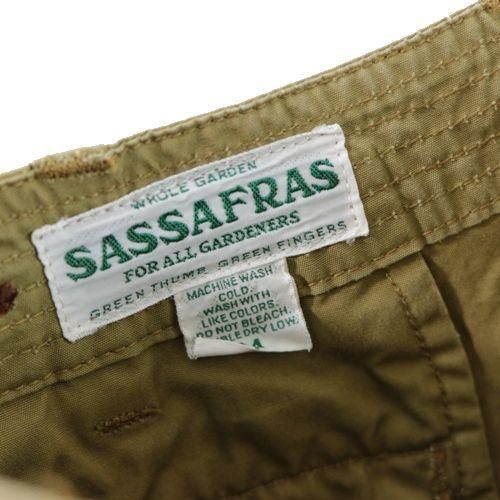 WHOLE GARDEN
SASSAFRAS
FOR ALL GARDENERS
GREEN THUMB GREEN FINGERS
MACHINE WASH
COLD.
WASH WITH
LIKE COLORS.
DO NOT BLEACH.
DRY LOW.
4